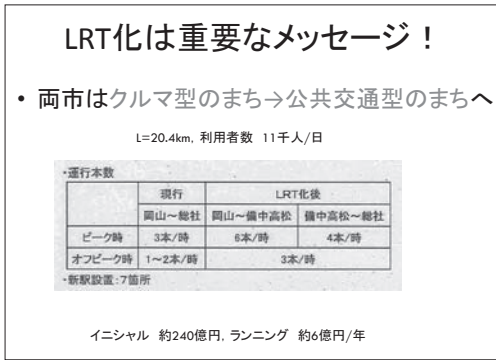 LRT化は重要なメッセージ！
• 両市はクルマ型のまち→公共交通型のまちへ
L=20.4km, 利用者数 11千人/日
・運行本数
現行 LRT化後
岡山～総社 岡山～備中高松 備中高松～総社
ピーク時 3本/時 6本/時 4本/時
オフピーク時 1～2本/時 3本/時
・新駅設置：7箇所
イニシャル 約240億円, ランニング 約6億円/年